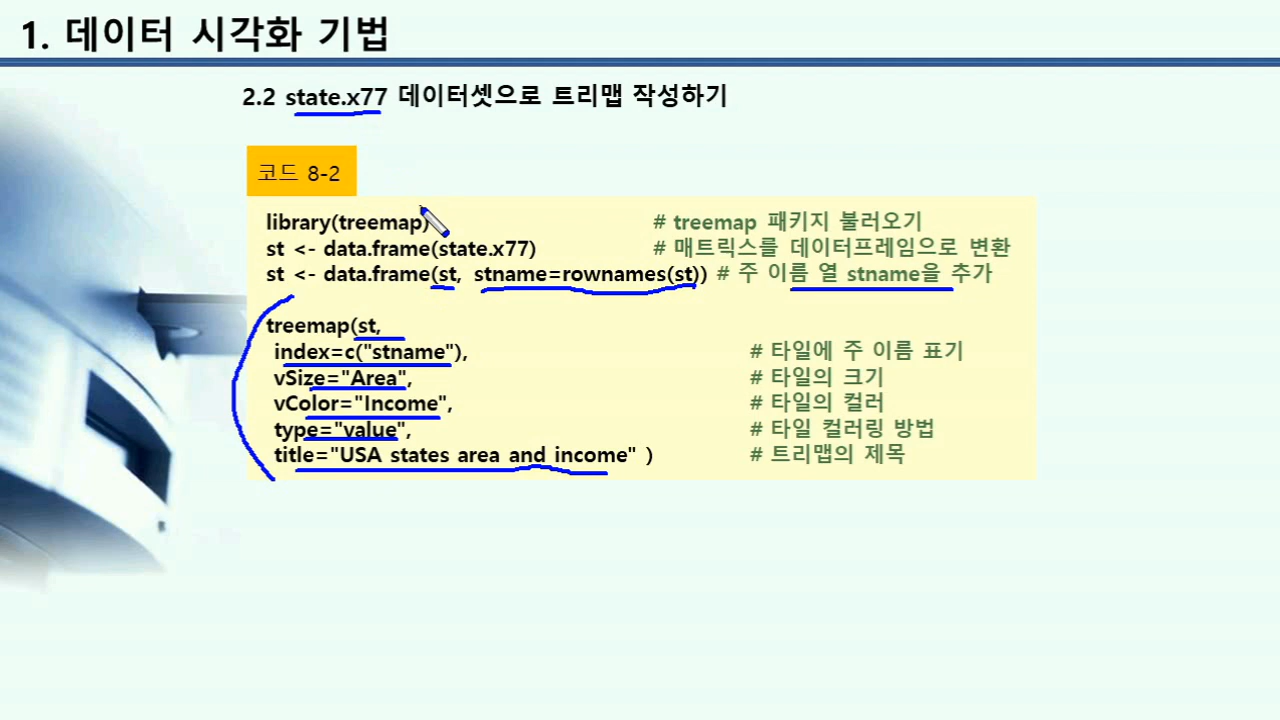 1. 데이터 시각화 기법
2.2 state.x77 데이터셋으로 트리맵 작성하기
코드 8-2
library(treemap) # treemap 패키지 불러오기
st <- data.frame(state.x77) # 매트릭스를 데이터프레임으로 변환
st <- data.frame(st, stname=rownames(st)) # 주 이름 열 stname을 추가
treemap(st,
index=c("stname"), # 타일에 주 이름 표기
vSize="Area", # 타일의 크기
vColor="Income", # 타일의 컬러
type="value", # 타일 컬러링 방법
title="USA states area and income" ) # 트리맵의 제목